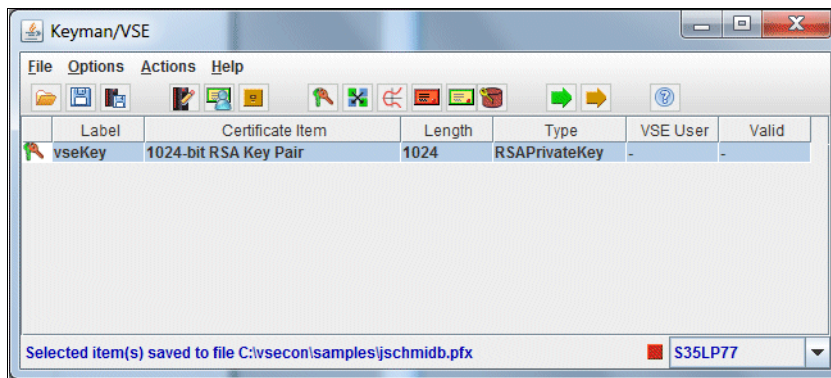 Keyman/VSE
File Options Actions Help
Label Certificate Item Length Type VSE User Valid
vseKey 1024-bit RSA Key Pair 1024 RSAPrivateKey - -
Selected item(s) saved to file C:\vsecon\samples\jschmidb.pfx S35LP77